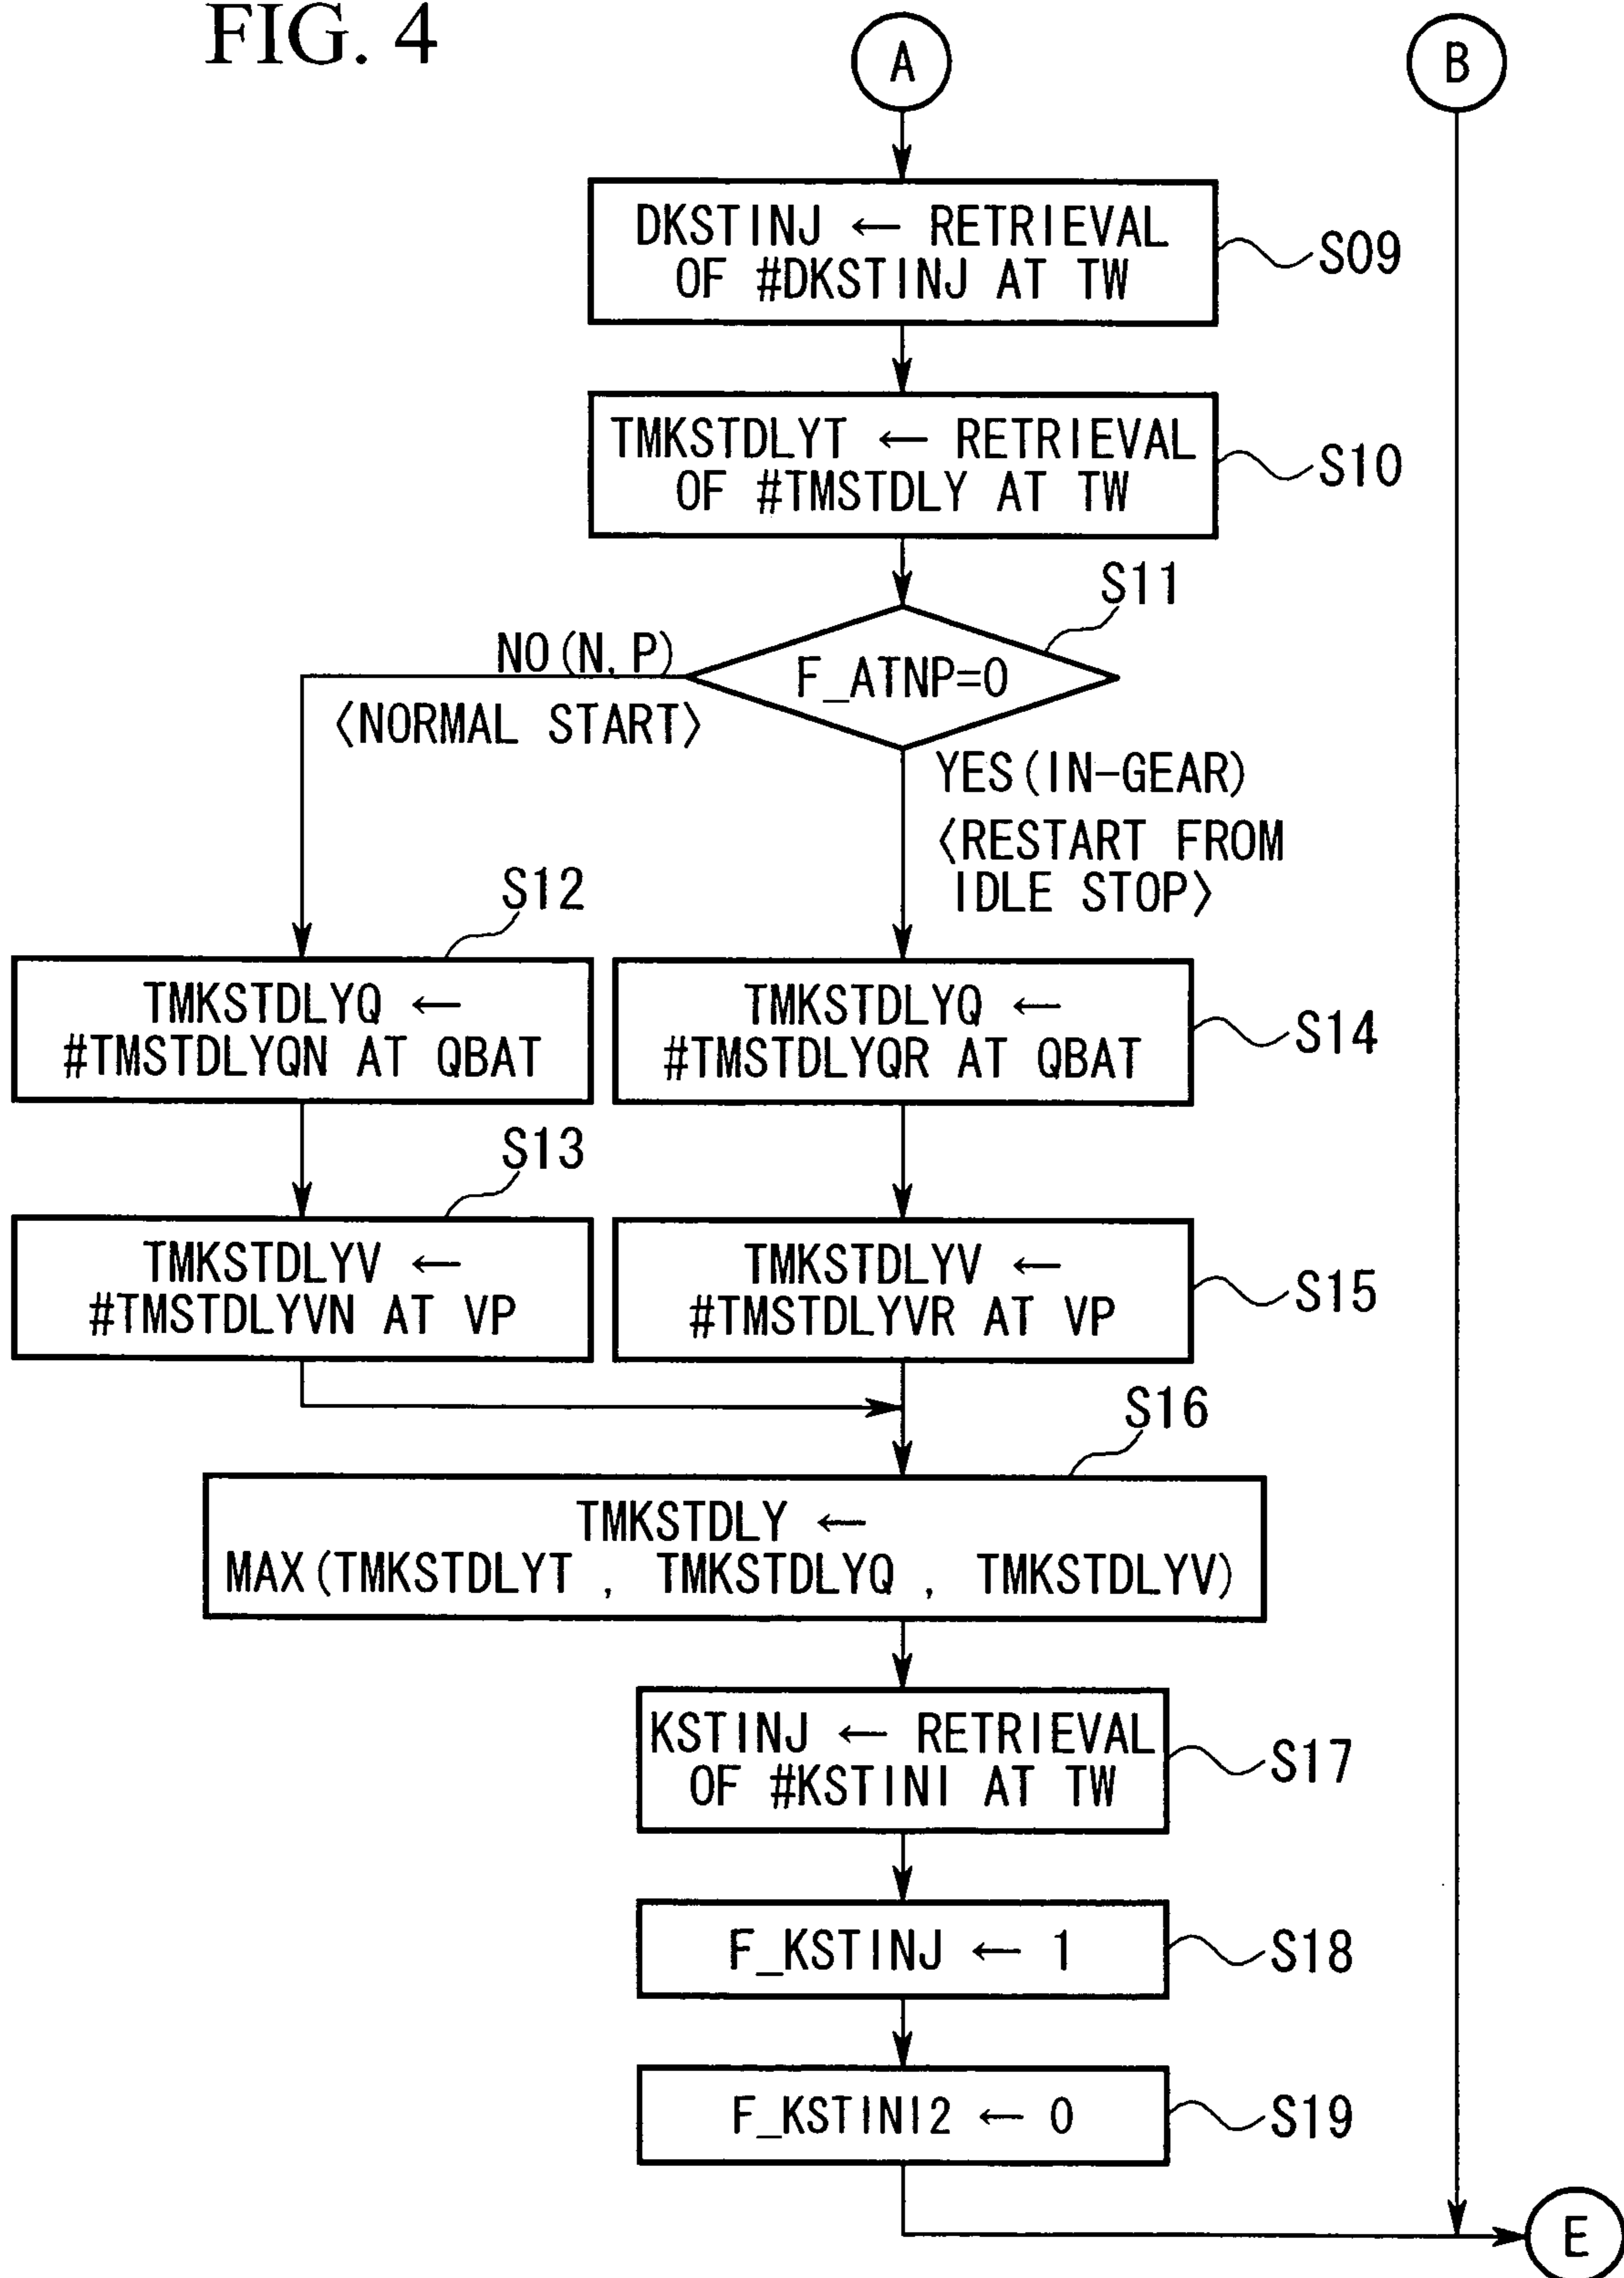 FIG. 4
A
B
DKSTINJ ← RETRIEVAL
OF #DKSTINJ AT TW
S09
TMKSTDLYT ← RETRIEVAL
OF #TMSTDLY AT TW
S10
S11
F_ATNP=0
NO(N,P)
〈NORMAL START〉
YES(IN-GEAR)
〈RESTART FROM
IDLE STOP〉
S12
TMKSTDLYQ ←
#TMSTDLYQN AT QBAT
TMKSTDLYQ ←
#TMSTDLYQR AT QBAT
S14
S13
TMKSTDLYV ←
#TMSTDLYVN AT VP
TMKSTDLYV ←
#TMSTDLYVR AT VP
S15
S16
TMKSTDLY ←
MAX(TMKSTDLYT , TMKSTDLYQ , TMKSTDLYV)
KSTINJ ← RETRIEVAL
OF #KSTINI AT TW
S17
F_KSTINJ ← 1
S18
F_KSTINI2 ← 0
S19
E